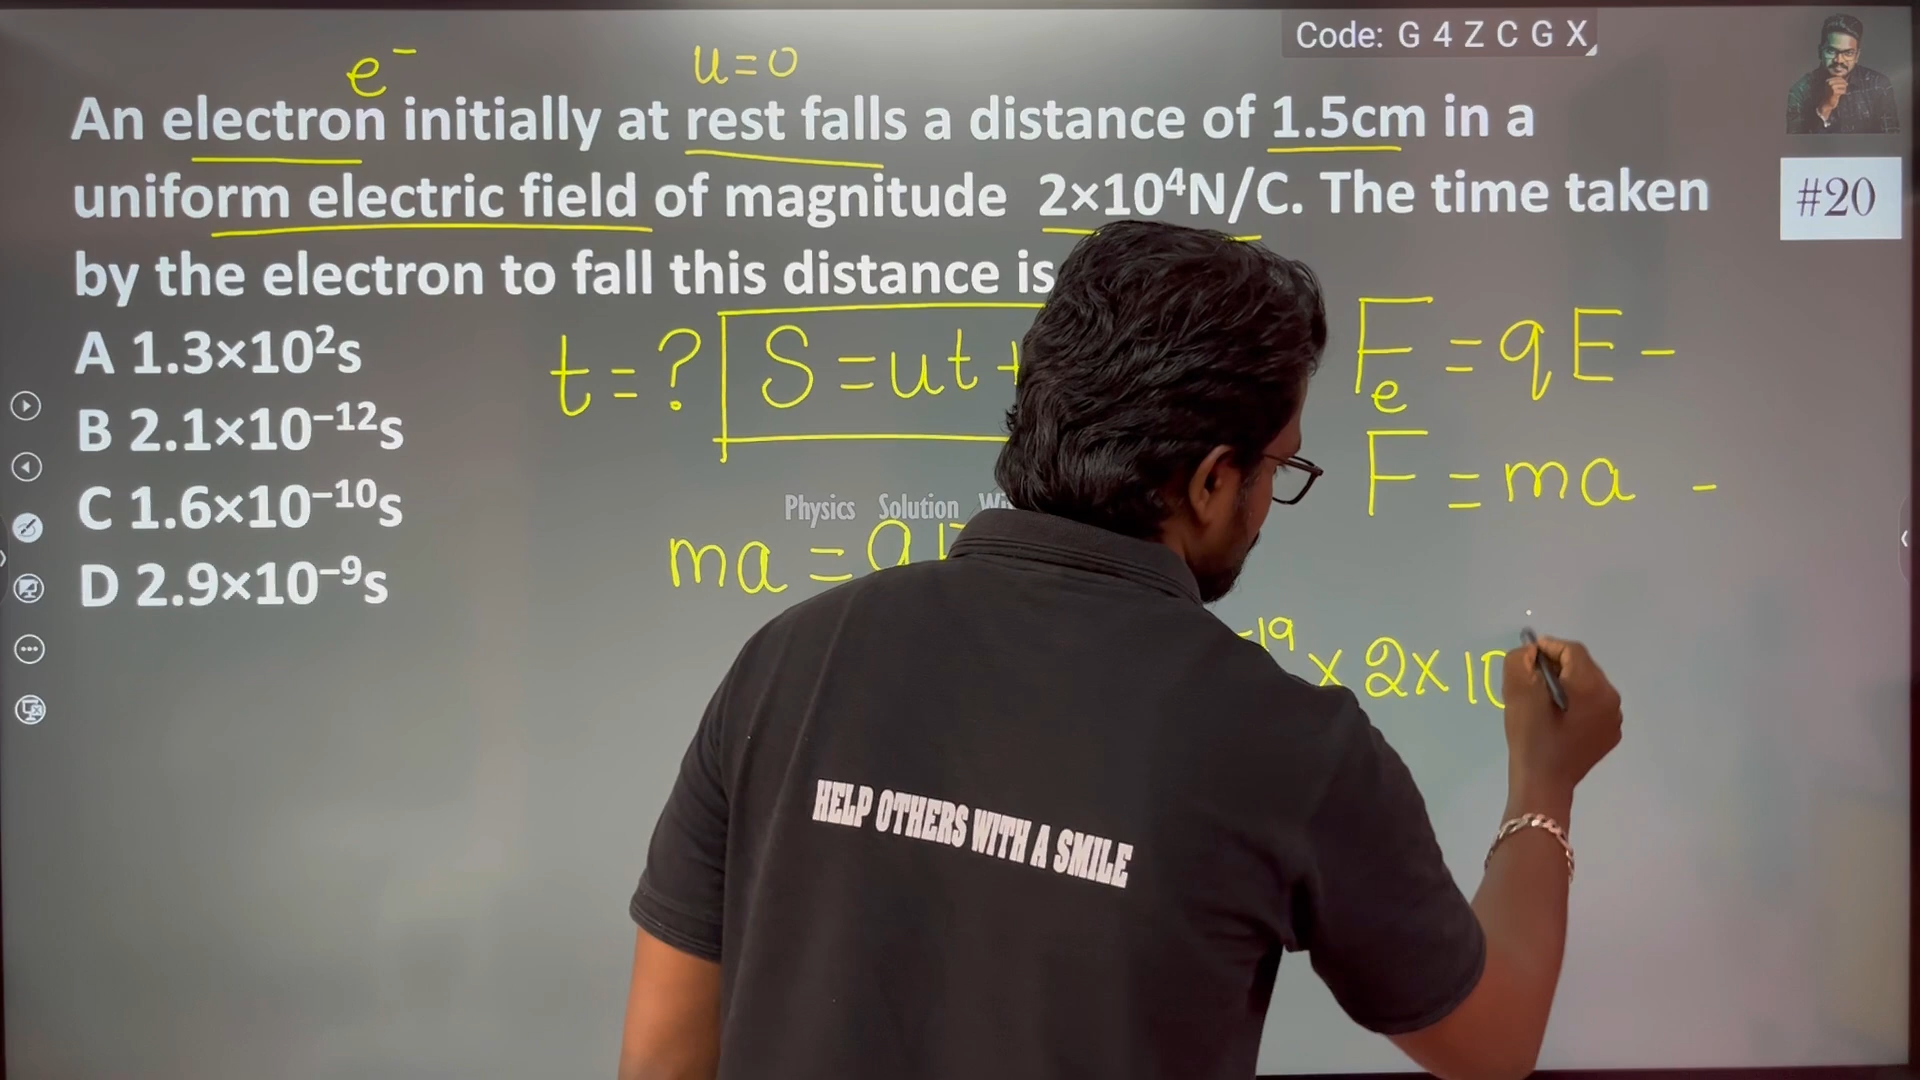 Code: G 4 Z C G X
e⁻
u=0
An electron initially at rest falls a distance of 1.5cm in a
uniform electric field of magnitude 2×10⁴N/C. The time taken
#20
by the electron to fall this distance is
A 1.3×10²s
t=? S=ut+
Fe = qE -
B 2.1×10⁻¹²s
F = ma -
C 1.6×10⁻¹⁰s
Physics Solution
ma = q
D 2.9×10⁻⁹s
-19 × 2×10
HELP OTHERS WITH A SMILE